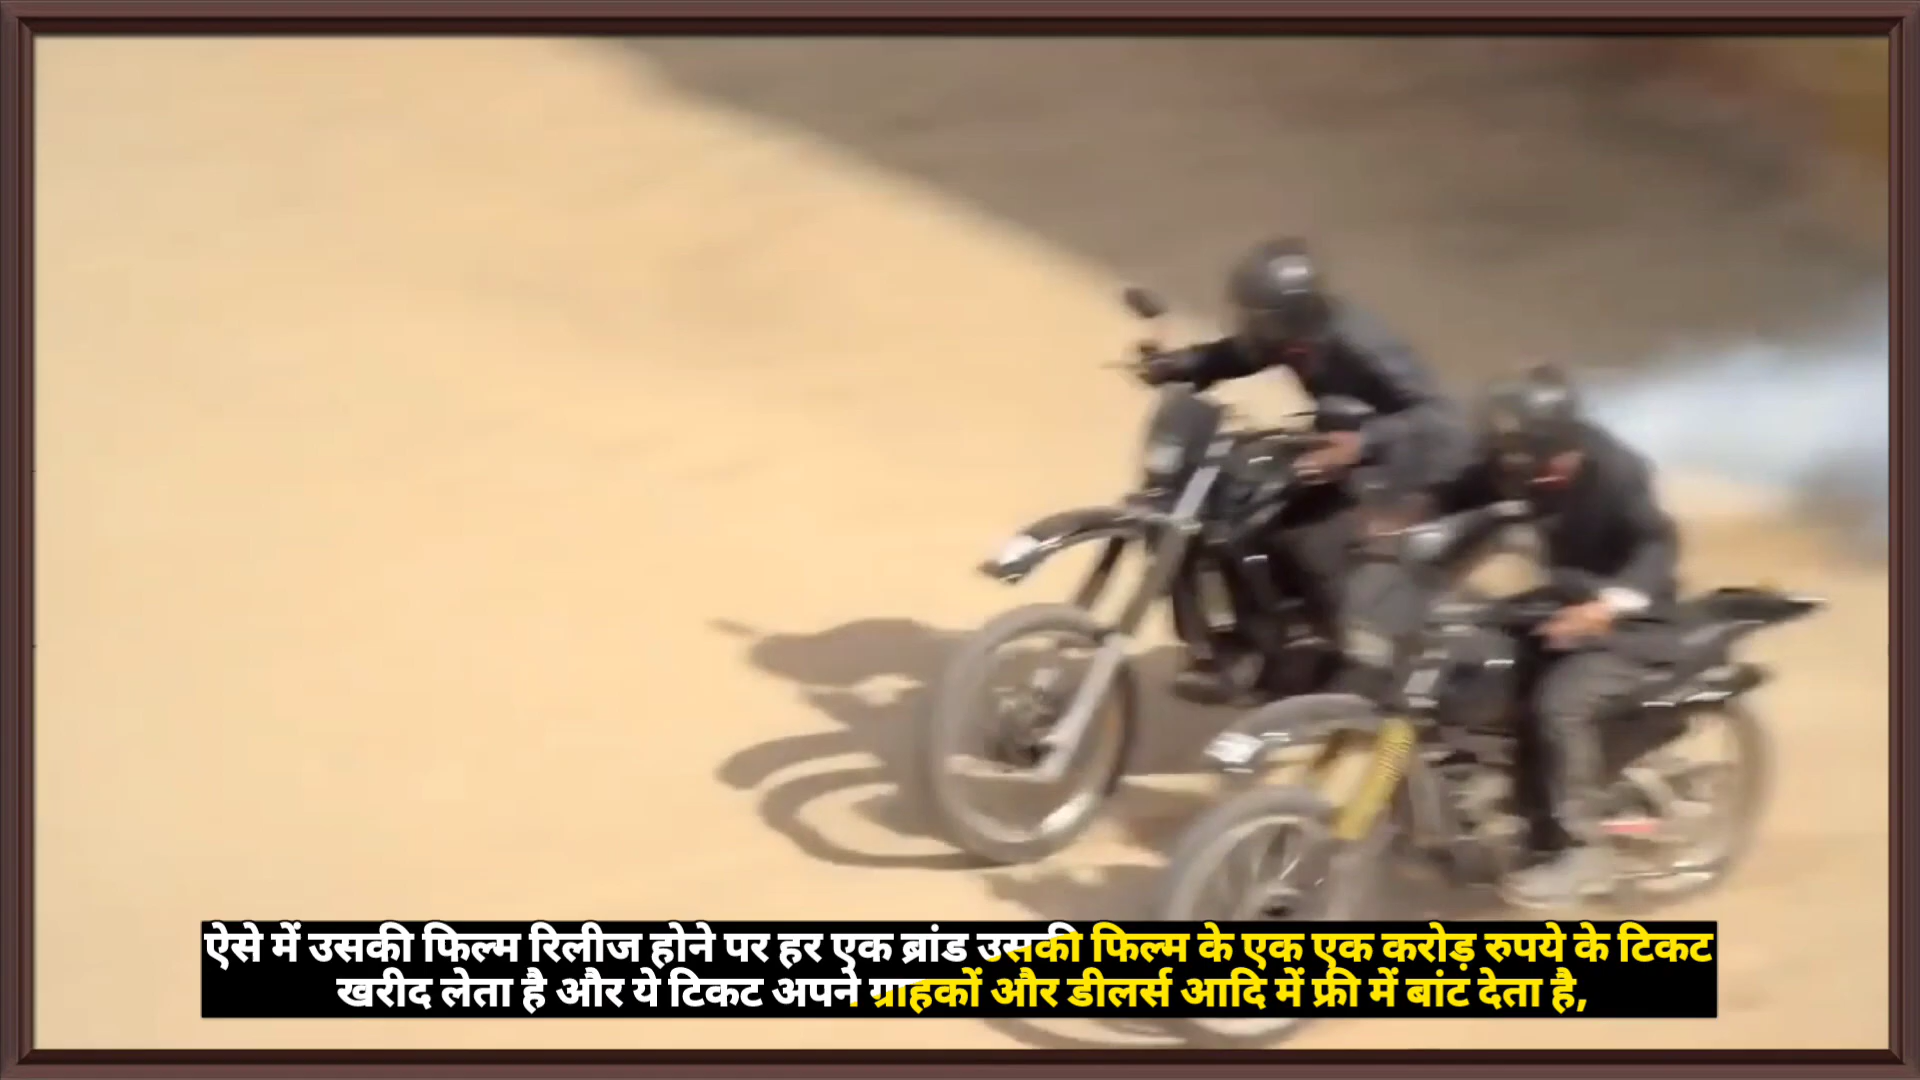 ऐसे में उसकी फिल्म रिलीज होने पर हर एक ब्रांड उसकी फिल्म के एक एक करोड़ रुपये के टिकट
खरीद लेता है और ये टिकट अपने ग्राहकों और डीलर्स आदि में फ्री में बांट देता है,